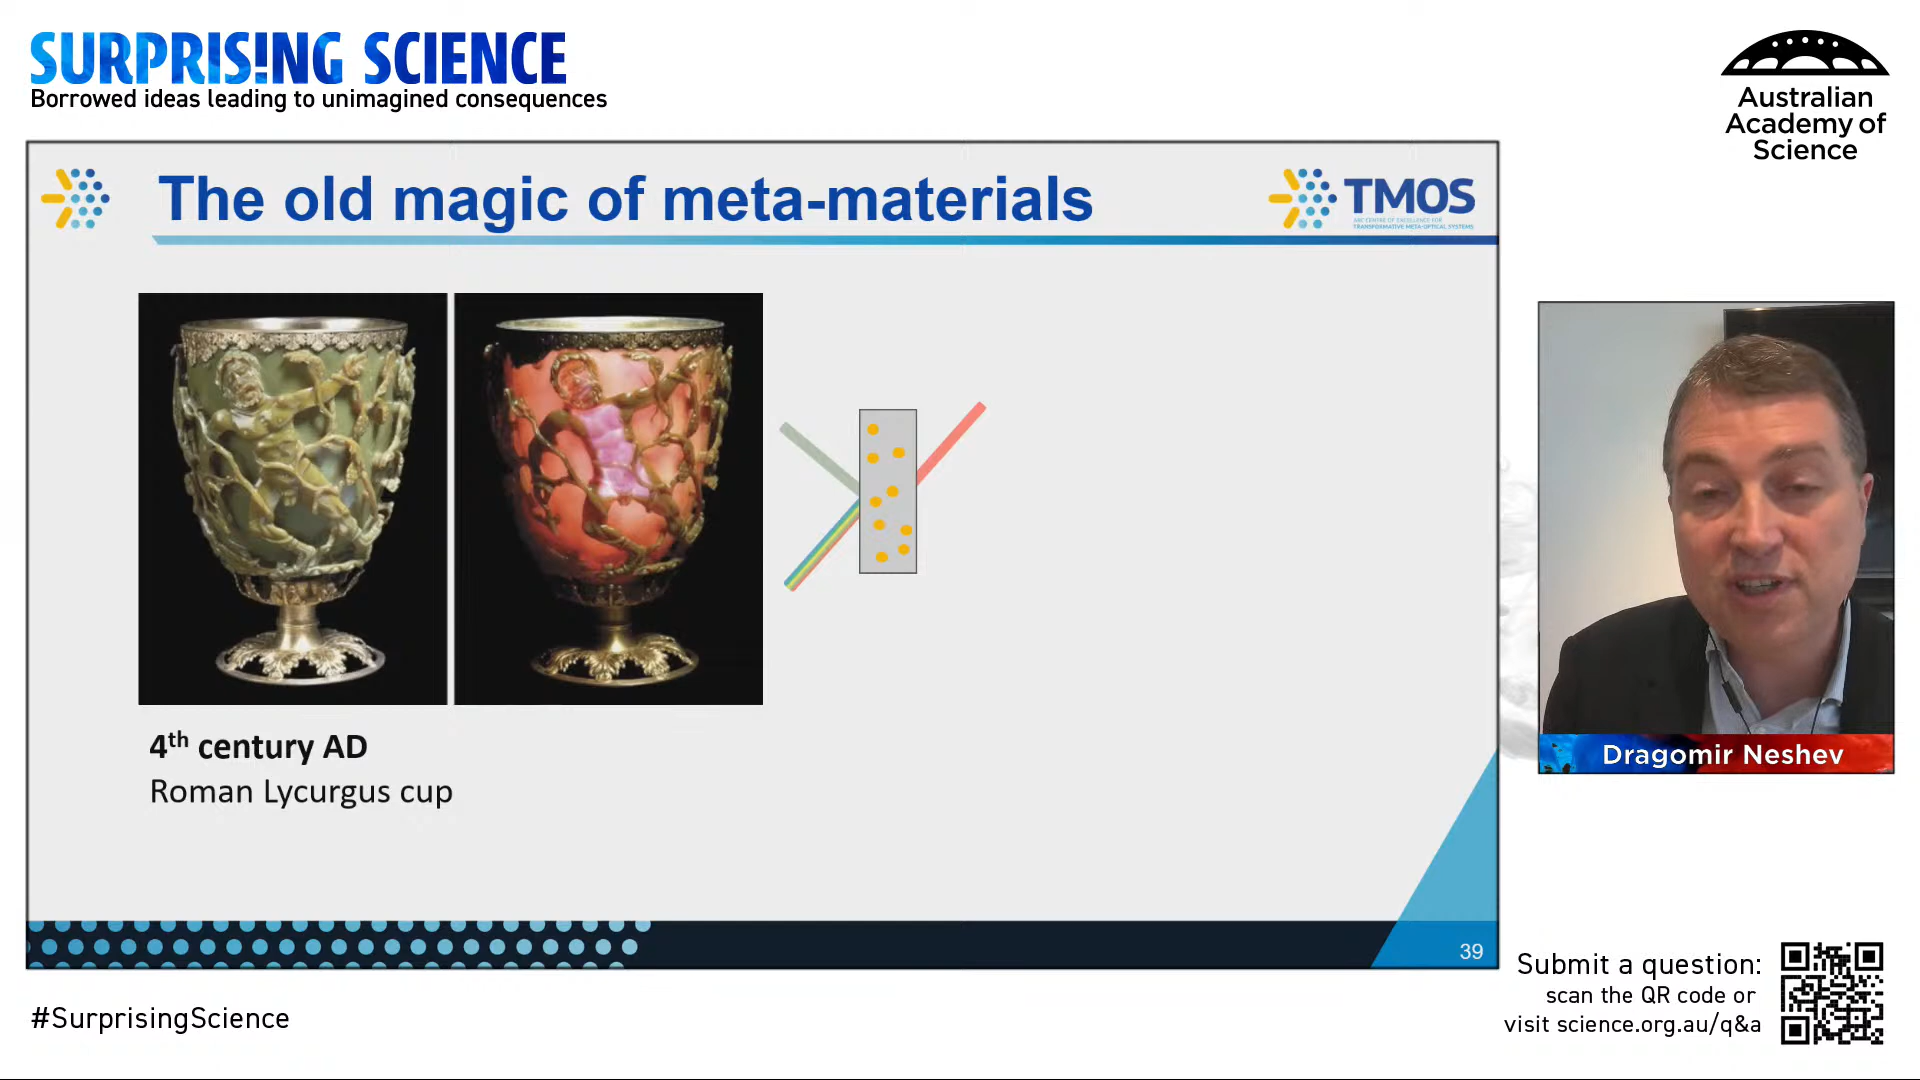 SURPRIS!NG SCIENCE
Borrowed ideas leading to unimagined consequences
Australian
Academy of
Science
The old magic of meta-materials
TMOS
ARC CENTRE OF EXCELLENCE FOR
TRANSFORMATIVE META-OPTICAL SYSTEMS
4th century AD
Roman Lycurgus cup
Dragomir Neshev
39
Submit a question:
scan the QR code or
visit science.org.au/q&a
#SurprisingScience